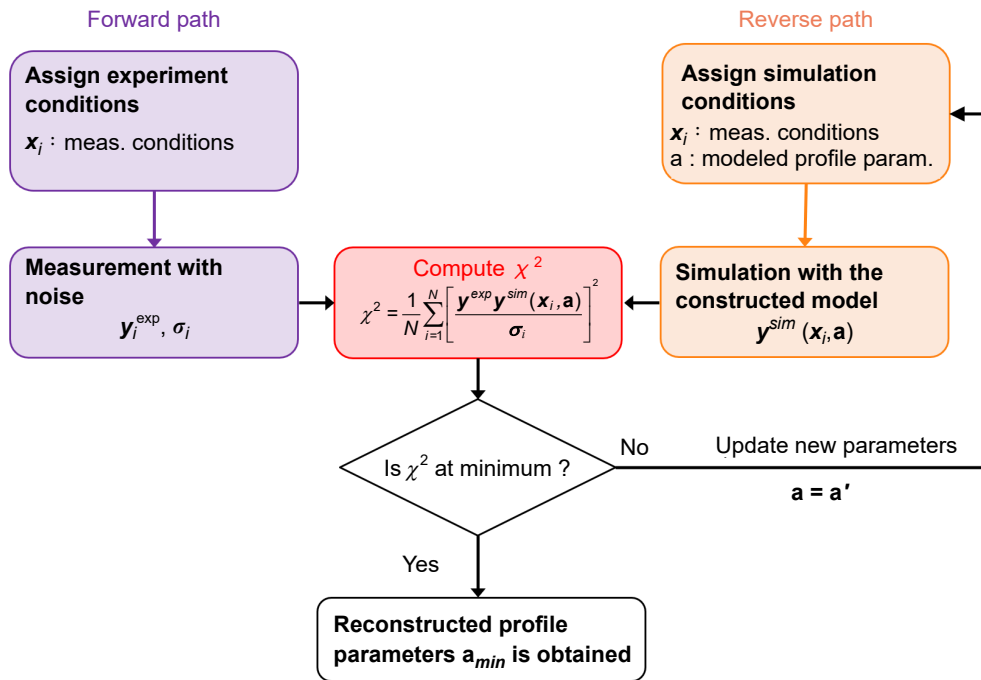 Forward path
Reverse path
Assign experiment
conditions
xᵢ : meas. conditions
Assign simulation
conditions
xᵢ : meas. conditions
a : modeled profile param.
Measurement with
noise
yᵢᵉˣᵖ, σᵢ
Compute χ²
χ² = 1/N ∑ᵢ₌₁ᴺ [ yᵉˣᵖ yˢⁱᵐ(xᵢ, a) / σᵢ ]²
Simulation with the
constructed model
yˢⁱᵐ (xᵢ,a)
Is χ² at minimum ?
No
Update new parameters
a = a′
Yes
Reconstructed profile
parameters a_min is obtained